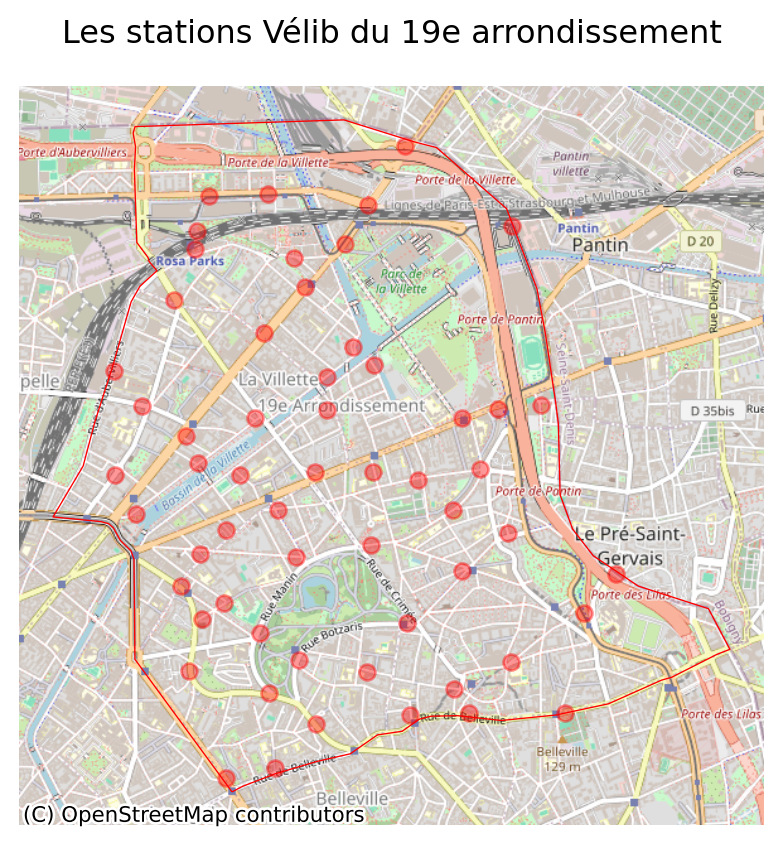 Les stations Vélib du 19e arrondissement
Porte d'Aubervilliers
Porte de la Villette
Porte de la Villette
Pantin
villette
Lignes de Paris-Est à Strasbourg et Mulhouse
Pantin
Pantin
D 20
Rosa Parks
Parc de
la Villette
Rue Delizy
Porte de Pantin
Seine-Saint-Denis
Rue d'Aubervilliers
pelle
La Villette
19e Arrondissement
D 35bis
Rue
Bassin de la Villette
Porte de Pantin
Le Pré-Saint-
Gervais
Rue Manin
Rue de Crimée
Porte des Lilas
Bobigny
Rue Botzaris
Rue de Belleville
Porte des Lilas
Belleville
129 m
Rue de Belleville
Belleville
(C) OpenStreetMap contributors